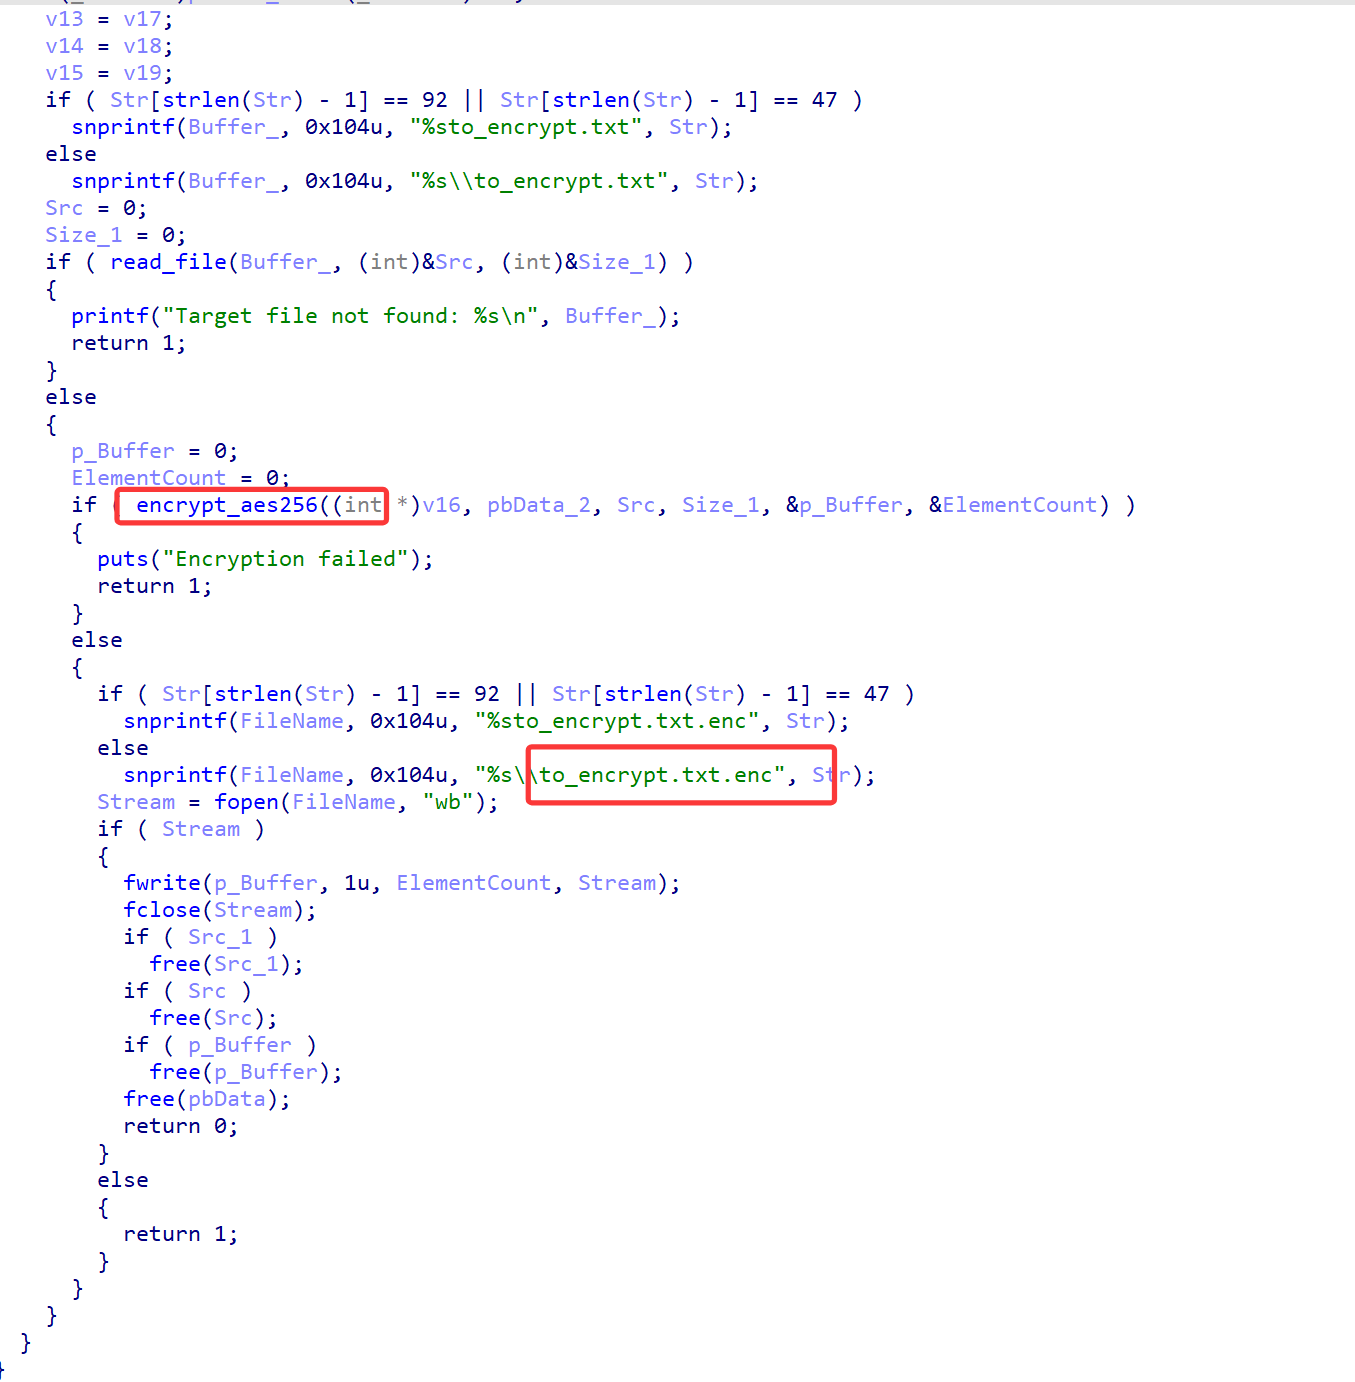 v13 = v17;
v14 = v18;
v15 = v19;
if ( Str[strlen(Str) - 1] == 92 || Str[strlen(Str) - 1] == 47 )
snprintf(Buffer_, 0x104u, "%sto_encrypt.txt", Str);
else
snprintf(Buffer_, 0x104u, "%s\\to_encrypt.txt", Str);
Src = 0;
Size_1 = 0;
if ( read_file(Buffer_, (int)&Src, (int)&Size_1) )
{
printf("Target file not found: %s\n", Buffer_);
return 1;
}
else
{
p_Buffer = 0;
ElementCount = 0;
if ( encrypt_aes256((int *)v16, pbData_2, Src, Size_1, &p_Buffer, &ElementCount) )
{
puts("Encryption failed");
return 1;
}
else
{
if ( Str[strlen(Str) - 1] == 92 || Str[strlen(Str) - 1] == 47 )
snprintf(FileName, 0x104u, "%sto_encrypt.txt.enc", Str);
else
snprintf(FileName, 0x104u, "%s\\to_encrypt.txt.enc", Str);
Stream = fopen(FileName, "wb");
if ( Stream )
{
fwrite(p_Buffer, 1u, ElementCount, Stream);
fclose(Stream);
if ( Src_1 )
free(Src_1);
if ( Src )
free(Src);
if ( p_Buffer )
free(p_Buffer);
free(pbData);
return 0;
}
else
{
return 1;
}
}
}
}
}